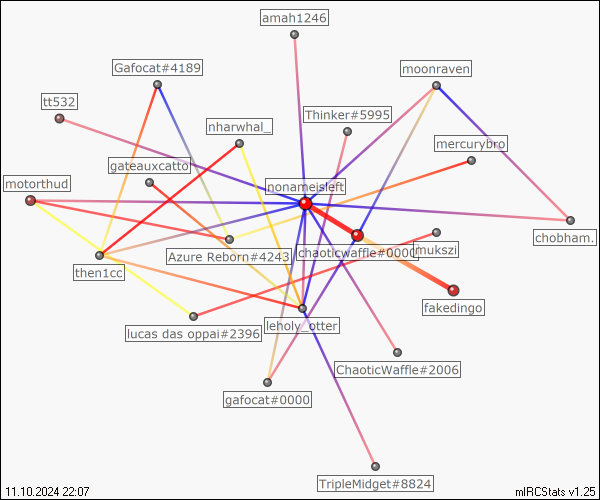 amah1246
Gafocat#4189
moonraven
tt532
Thinker#5995
nharwhal_
mercurybro
gateauxcatto
motorthud
nonameisleft
chobham.
Azure Reborn#4243
chaoticwaffle#0000
mukszi
then1cc
fakedingo
lucas das oppai#2396
leholy_otter
ChaoticWaffle#2006
gafocat#0000
TripleMidget#8824
11.10.2024 22:07
mIRCStats v1.25